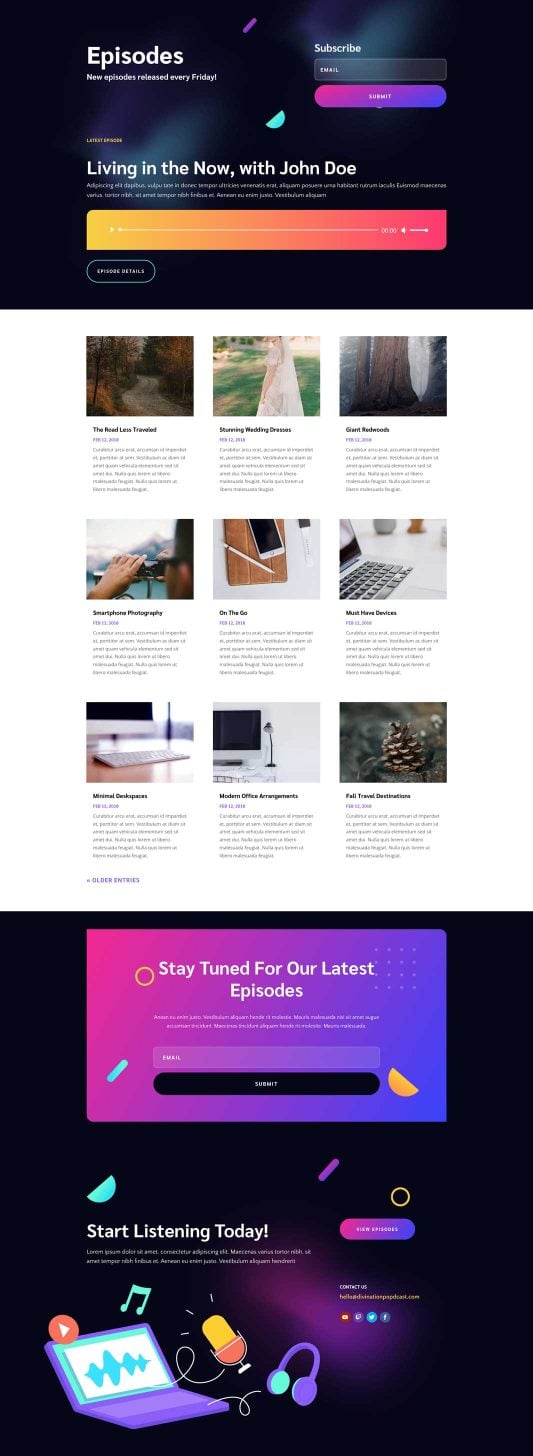 Episodes
New episodes released every Friday!
Subscribe
EMAIL
SUBMIT
LATEST EPISODE
Living in the Now, with John Doe
Adipiscing elit dapibus, vulpu tate in donec tempor ultricies venenatis erat, aliquam posuere urna habitant rutrum iaculis Euismod maecenas
varius, tortor nibh, sit amet tempor nibh finibus et. Aenean eu enim justo. Vestibulum aliquam
00:00
EPISODE DETAILS
The Road Less Traveled
FEB 12, 2018
Curabitur arcu erat, accumsan id imperdiet
et, porttitor at sem. Vestibulum ac diam sit
amet quam vehicula elementum sed sit
amet dui. Nulla quis lorem ut libero
malesuada feugiat. Nulla quis lorem ut
libero malesuada feugiat.
Stunning Wedding Dresses
FEB 12, 2018
Curabitur arcu erat, accumsan id imperdiet
et, porttitor at sem. Vestibulum ac diam sit
amet quam vehicula elementum sed sit
amet dui. Nulla quis lorem ut libero
malesuada feugiat. Nulla quis lorem ut
libero malesuada feugiat.
Giant Redwoods
FEB 12, 2018
Curabitur arcu erat, accumsan id imperdiet
et, porttitor at sem. Vestibulum ac diam sit
amet quam vehicula elementum sed sit
amet dui. Nulla quis lorem ut libero
malesuada feugiat. Nulla quis lorem ut
libero malesuada feugiat.
Smartphone Photography
FEB 12, 2018
Curabitur arcu erat, accumsan id imperdiet
et, porttitor at sem. Vestibulum ac diam sit
amet quam vehicula elementum sed sit
amet dui. Nulla quis lorem ut libero
malesuada feugiat. Nulla quis lorem ut
libero malesuada feugiat.
On The Go
FEB 12, 2018
Curabitur arcu erat, accumsan id imperdiet
et, porttitor at sem. Vestibulum ac diam sit
amet quam vehicula elementum sed sit
amet dui. Nulla quis lorem ut libero
malesuada feugiat. Nulla quis lorem ut
libero malesuada feugiat.
Must Have Devices
FEB 12, 2018
Curabitur arcu erat, accumsan id imperdiet
et, porttitor at sem. Vestibulum ac diam sit
amet quam vehicula elementum sed sit
amet dui. Nulla quis lorem ut libero
malesuada feugiat. Nulla quis lorem ut
libero malesuada feugiat.
Minimal Deskspaces
FEB 12, 2018
Curabitur arcu erat, accumsan id imperdiet
et, porttitor at sem. Vestibulum ac diam sit
amet quam vehicula elementum sed sit
amet dui. Nulla quis lorem ut libero
malesuada feugiat. Nulla quis lorem ut
libero malesuada feugiat.
Modern Office Arrangements
FEB 12, 2018
Curabitur arcu erat, accumsan id imperdiet
et, porttitor at sem. Vestibulum ac diam sit
amet quam vehicula elementum sed sit
amet dui. Nulla quis lorem ut libero
malesuada feugiat. Nulla quis lorem ut
libero malesuada feugiat.
Fall Travel Destinations
FEB 12, 2018
Curabitur arcu erat, accumsan id imperdiet
et, porttitor at sem. Vestibulum ac diam sit
amet quam vehicula elementum sed sit
amet dui. Nulla quis lorem ut libero
malesuada feugiat. Nulla quis lorem ut
libero malesuada feugiat.
« OLDER ENTRIES
Stay Tuned For Our Latest
Episodes
Aenean eu enim justo. Vestibulum aliquam hende rit molestie. Mauris malesuada nisi sit amet augue
accumsan tincidunt. Maecenas tincidunt aliquam hende rit molestie. Mauris malesuada.
EMAIL
SUBMIT
Start Listening Today!
Lorem ipsum dolor sit amet, consectetur adipiscing elit. Maecenas varius tortor nibh, sit
amet tempor nibh finibus et. Aenean eu enim justo. Vestibulum aliquam hendrerit
VIEW EPISODES
CONTACT US
hello@divinationpopdcast.com